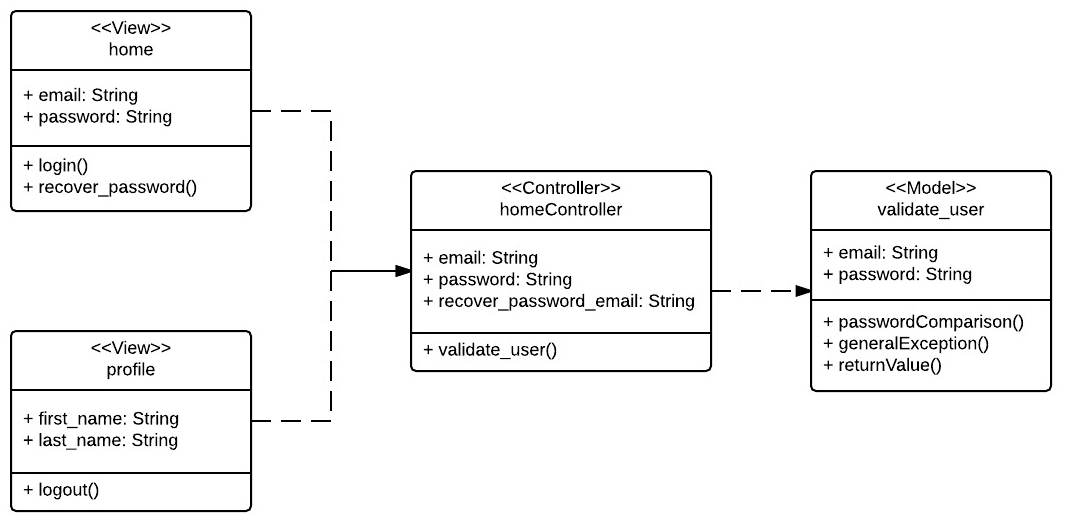 <<View>>
home
+ email: String
+ password: String
+ login()
+ recover_password()
<<View>>
profile
+ first_name: String
+ last_name: String
+ logout()
<<Controller>>
homeController
+ email: String
+ password: String
+ recover_password_email: String
+ validate_user()
<<Model>>
validate_user
+ email: String
+ password: String
+ passwordComparison()
+ generalException()
+ returnValue()